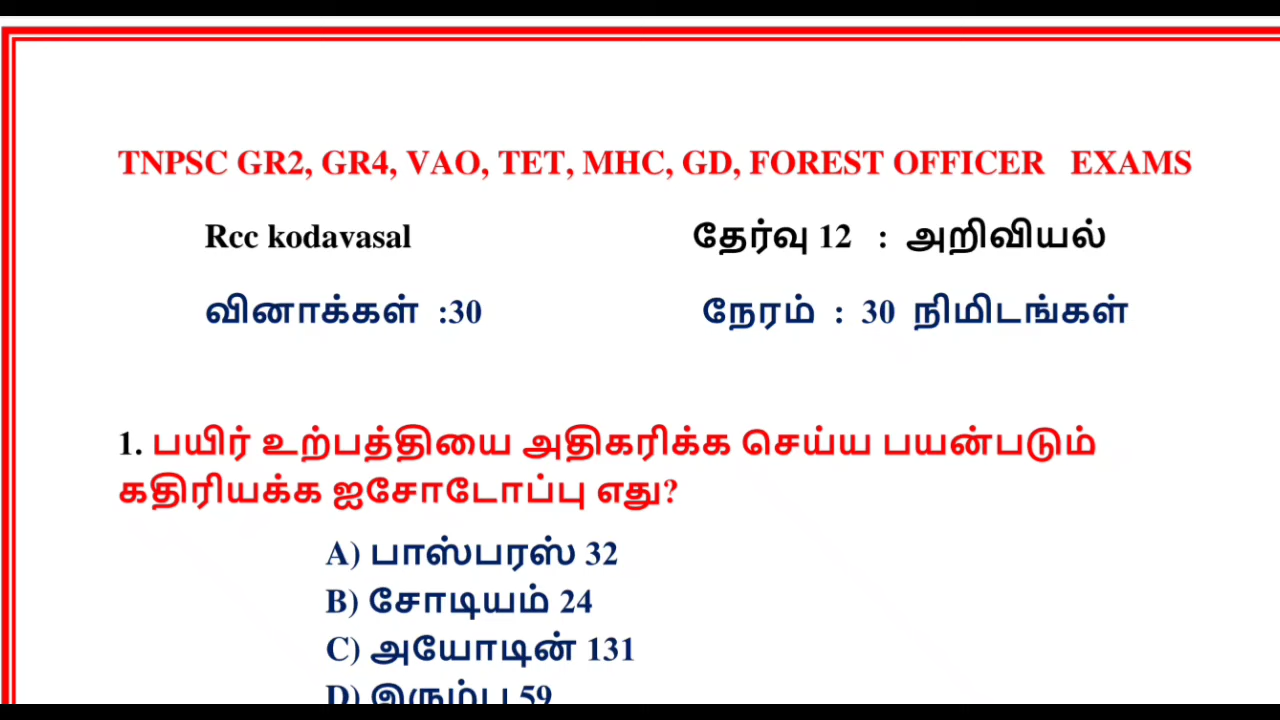 TNPSC GR2, GR4, VAO, TET, MHC, GD, FOREST OFFICER EXAMS
Rcc kodavasal தேர்வு 12 : அறிவியல்
வினாக்கள் :30 நேரம் : 30 நிமிடங்கள்
1. பயிர் உற்பத்தியை அதிகரிக்க செய்ய பயன்படும்
கதிரியக்க ஐசோடோப்பு எது?
A) பாஸ்பரஸ் 32
B) சோடியம் 24
C) அயோடின் 131
D) இரும்பு 59